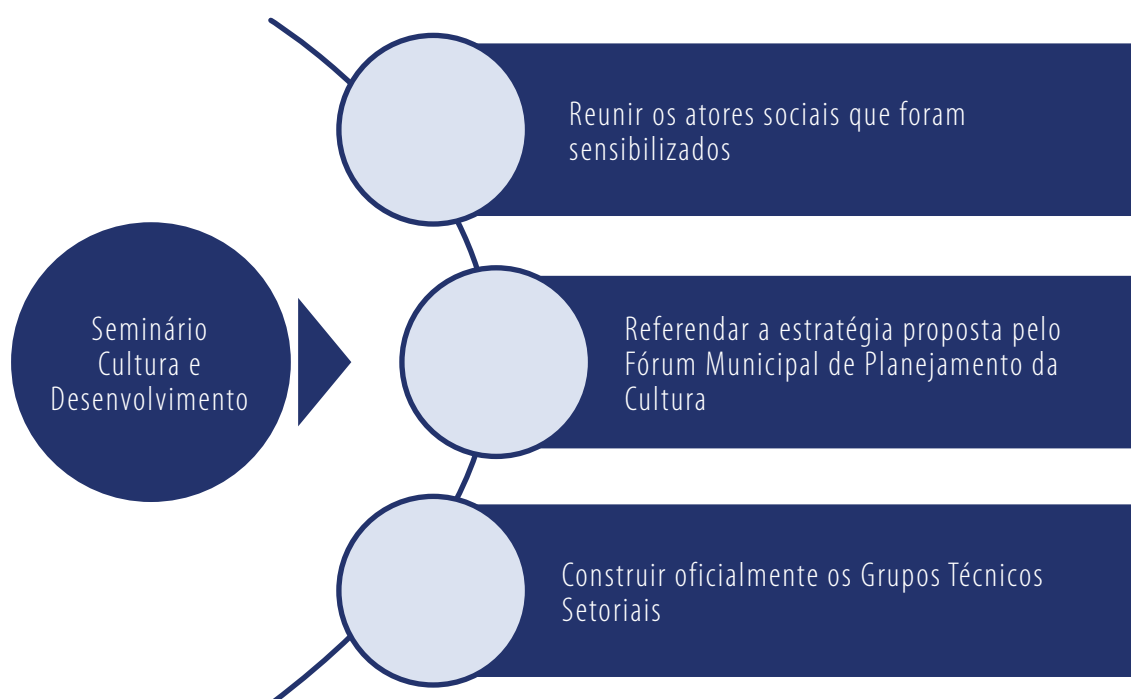 Seminário
Cultura e
Desenvolvimento
Reunir os atores sociais que foram
sensibilizados
Referendar a estratégia proposta pelo
Fórum Municipal de Planejamento da
Cultura
Construir oficialmente os Grupos Técnicos
Setoriais